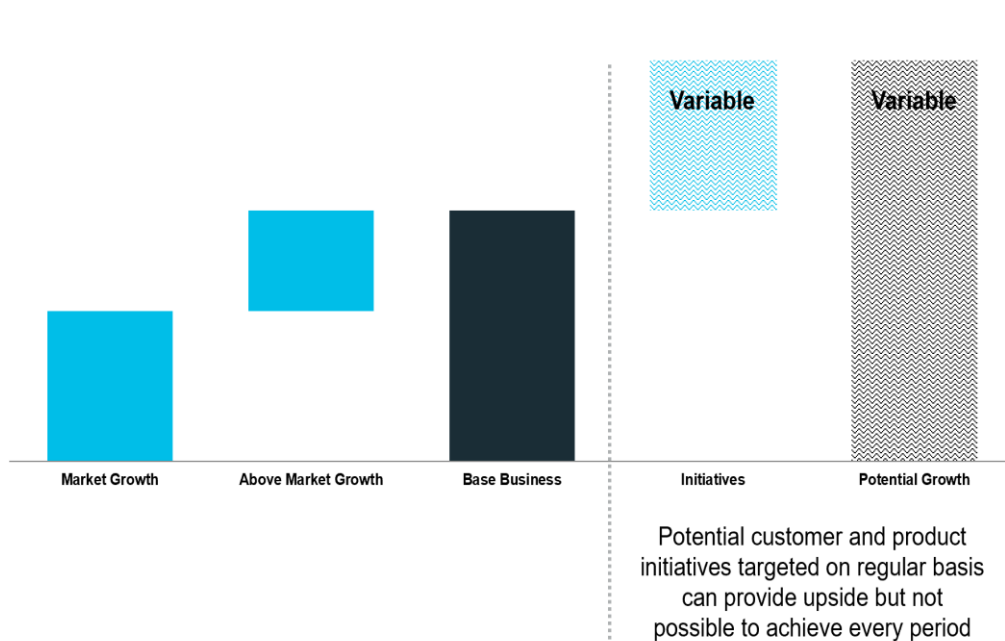 Variable
Variable
Market Growth
Above Market Growth
Base Business
Initiatives
Potential Growth
Potential customer and product
initiatives targeted on regular basis
can provide upside but not
possible to achieve every period